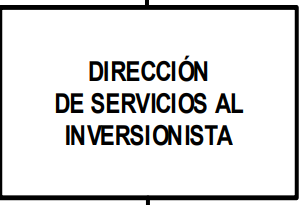 DIRECCIÓN
DE SERVICIOS AL
INVERSIONISTA